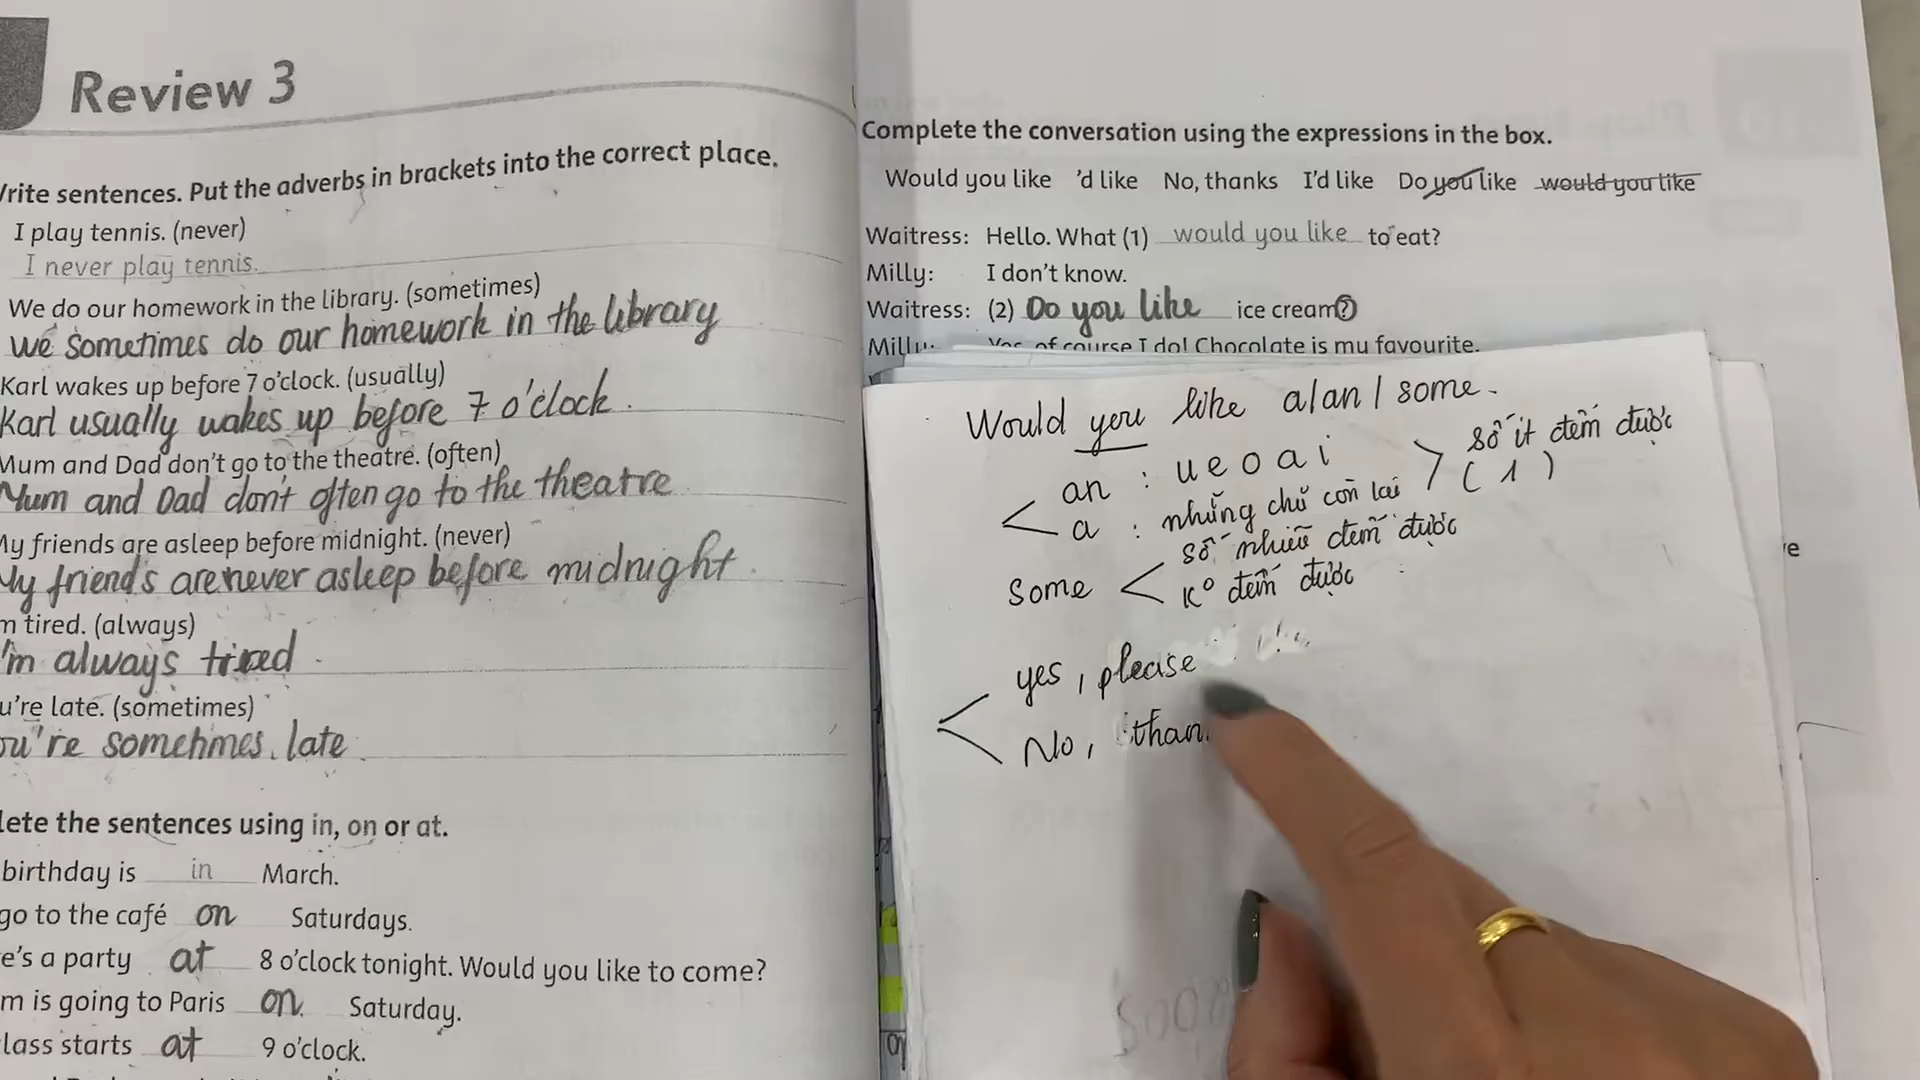 Review 3
Write sentences. Put the adverbs in brackets into the correct place.
I play tennis. (never)
I never play tennis.
We do our homework in the library. (sometimes)
we sometimes do our homework in the library
Karl wakes up before 7 o'clock. (usually)
Karl usually wakes up before 7 o'clock.
Mum and Dad don't go to the theatre. (often)
Mum and Dad don't often go to the theatre
My friends are asleep before midnight. (never)
My friends are never asleep before midnight.
m tired. (always)
'm always tired.
u're late. (sometimes)
ou're sometimes late.
lete the sentences using in, on or at.
birthday is in March.
go to the café on Saturdays.
e's a party at 8 o'clock tonight. Would you like to come?
m is going to Paris on Saturday.
lass starts at 9 o'clock.
Complete the conversation using the expressions in the box.
Would you like 'd like No, thanks I'd like Do you like would you like
Waitress: Hello. What (1) would you like to eat?
Milly: I don't know.
Waitress: (2) Do you like ice cream?
Milly: Yes, of course I do! Chocolate is my favourite.
Would you like a/an/some.
an : u e o a i
số ít đếm được
a : những chữ còn lại
(1)
số nhiều đếm được
some
K° đếm được
yes, please
No, than
e